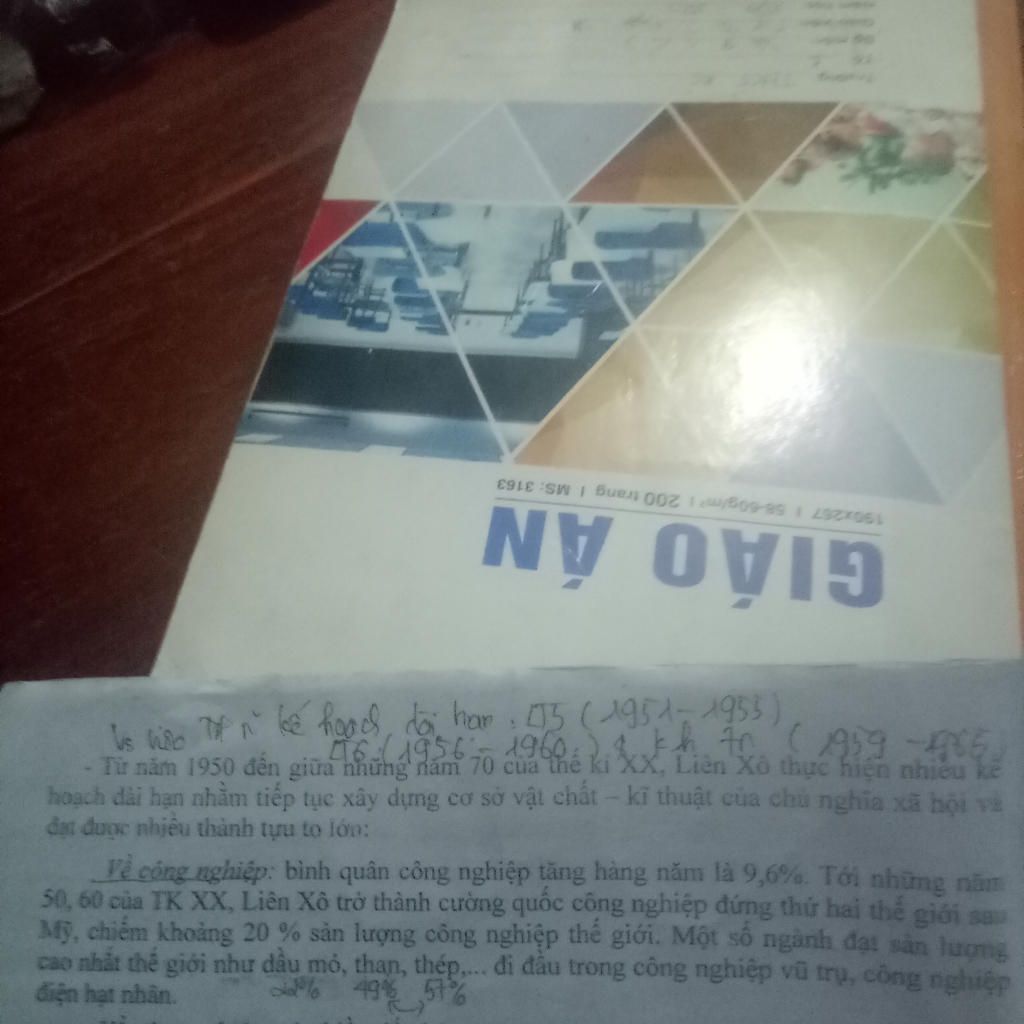 Trường
Tổ
GIÁO ÁN
190x267 I 58-60g/m² I 200 trang I MS: 3163
kế hoạch dài hạn: (1951-1955)
(1956-1960) (1959-1965)
- Từ năm 1950 đến giữa những năm 70 của thế kỉ XX, Liên Xô thực hiện nhiều kế
hoạch dài hạn nhằm tiếp tục xây dựng cơ sở vật chất – kĩ thuật của chủ nghĩa xã hội và
đạt được nhiều thành tựu to lớn:
Về công nghiệp: bình quân công nghiệp tăng hàng năm là 9,6%. Tới những năm
50, 60 của TK XX, Liên Xô trở thành cường quốc công nghiệp đứng thứ hai thế giới sau
Mỹ, chiếm khoảng 20 % sản lượng công nghiệp thế giới. Một số ngành đạt sản lượng
cao nhất thế giới như dầu mỏ, than, thép,... đi đầu trong công nghiệp vũ trụ, công nghiệp
điện hạt nhân. 49% 57%